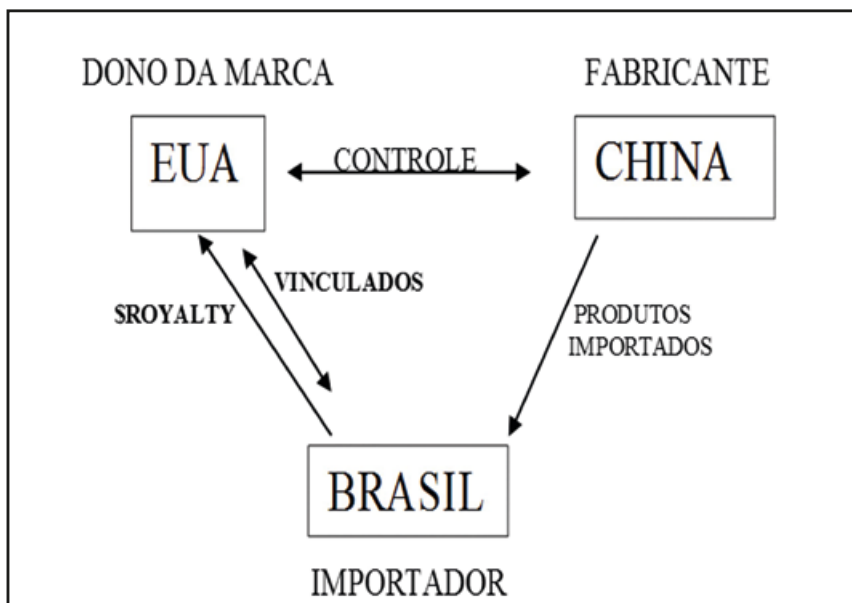 DONO DA MARCA
FABRICANTE
EUA
CONTROLE
CHINA
VINCULADOS
$ROYALTY
PRODUTOS
IMPORTADOS
BRASIL
IMPORTADOR